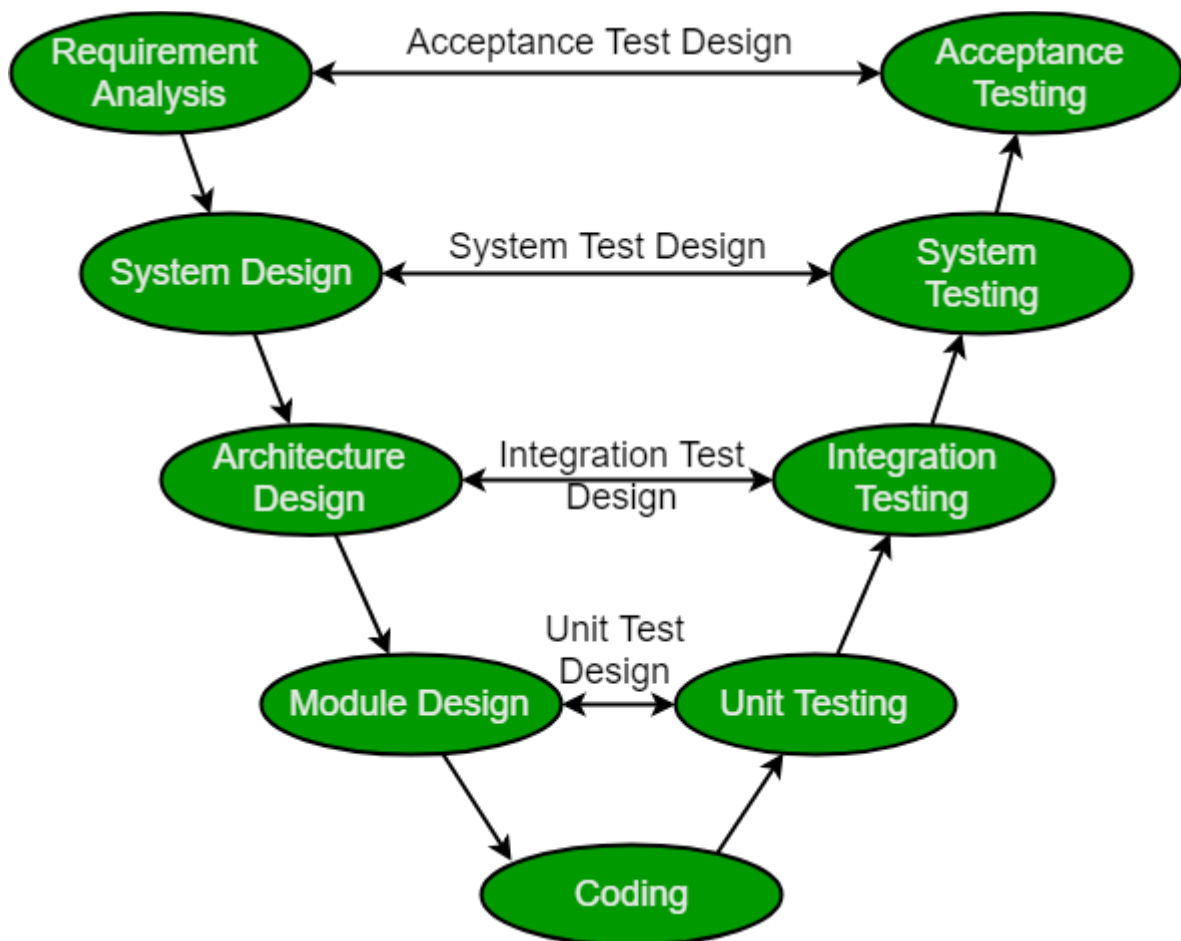 Requirement
Analysis
Acceptance Test Design
Acceptance
Testing
System Design
System Test Design
System
Testing
Architecture
Design
Integration Test
Design
Integration
Testing
Module Design
Unit Test
Design
Unit Testing
Coding